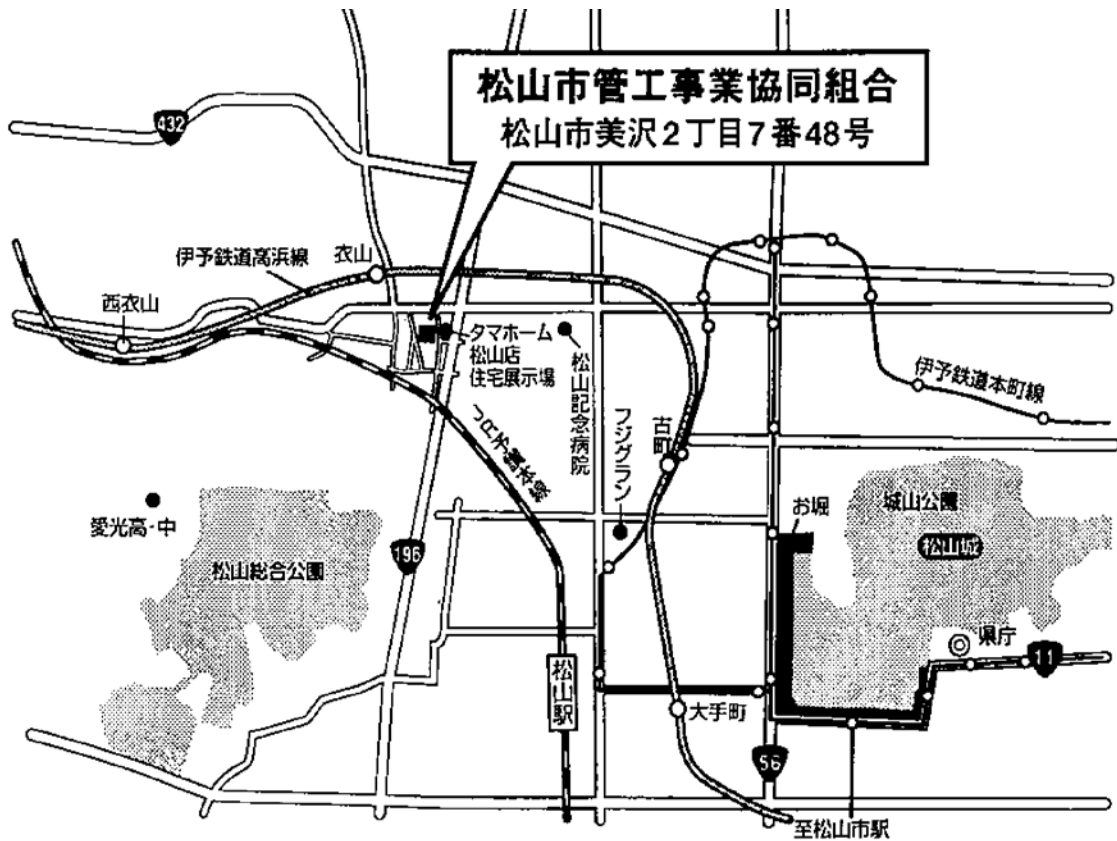 松山市管工事業協同組合
松山市美沢2丁目7番48号
432
伊予鉄道高浜線
衣山
西衣山
タマホーム
松山店
住宅展示場
松山記念病院
フジグラン
古町
伊予鉄道本町線
JR予讃本線
愛光高・中
松山総合公園
196
お堀
城山公園
松山城
県庁
11
松山駅
大手町
56
至松山市駅